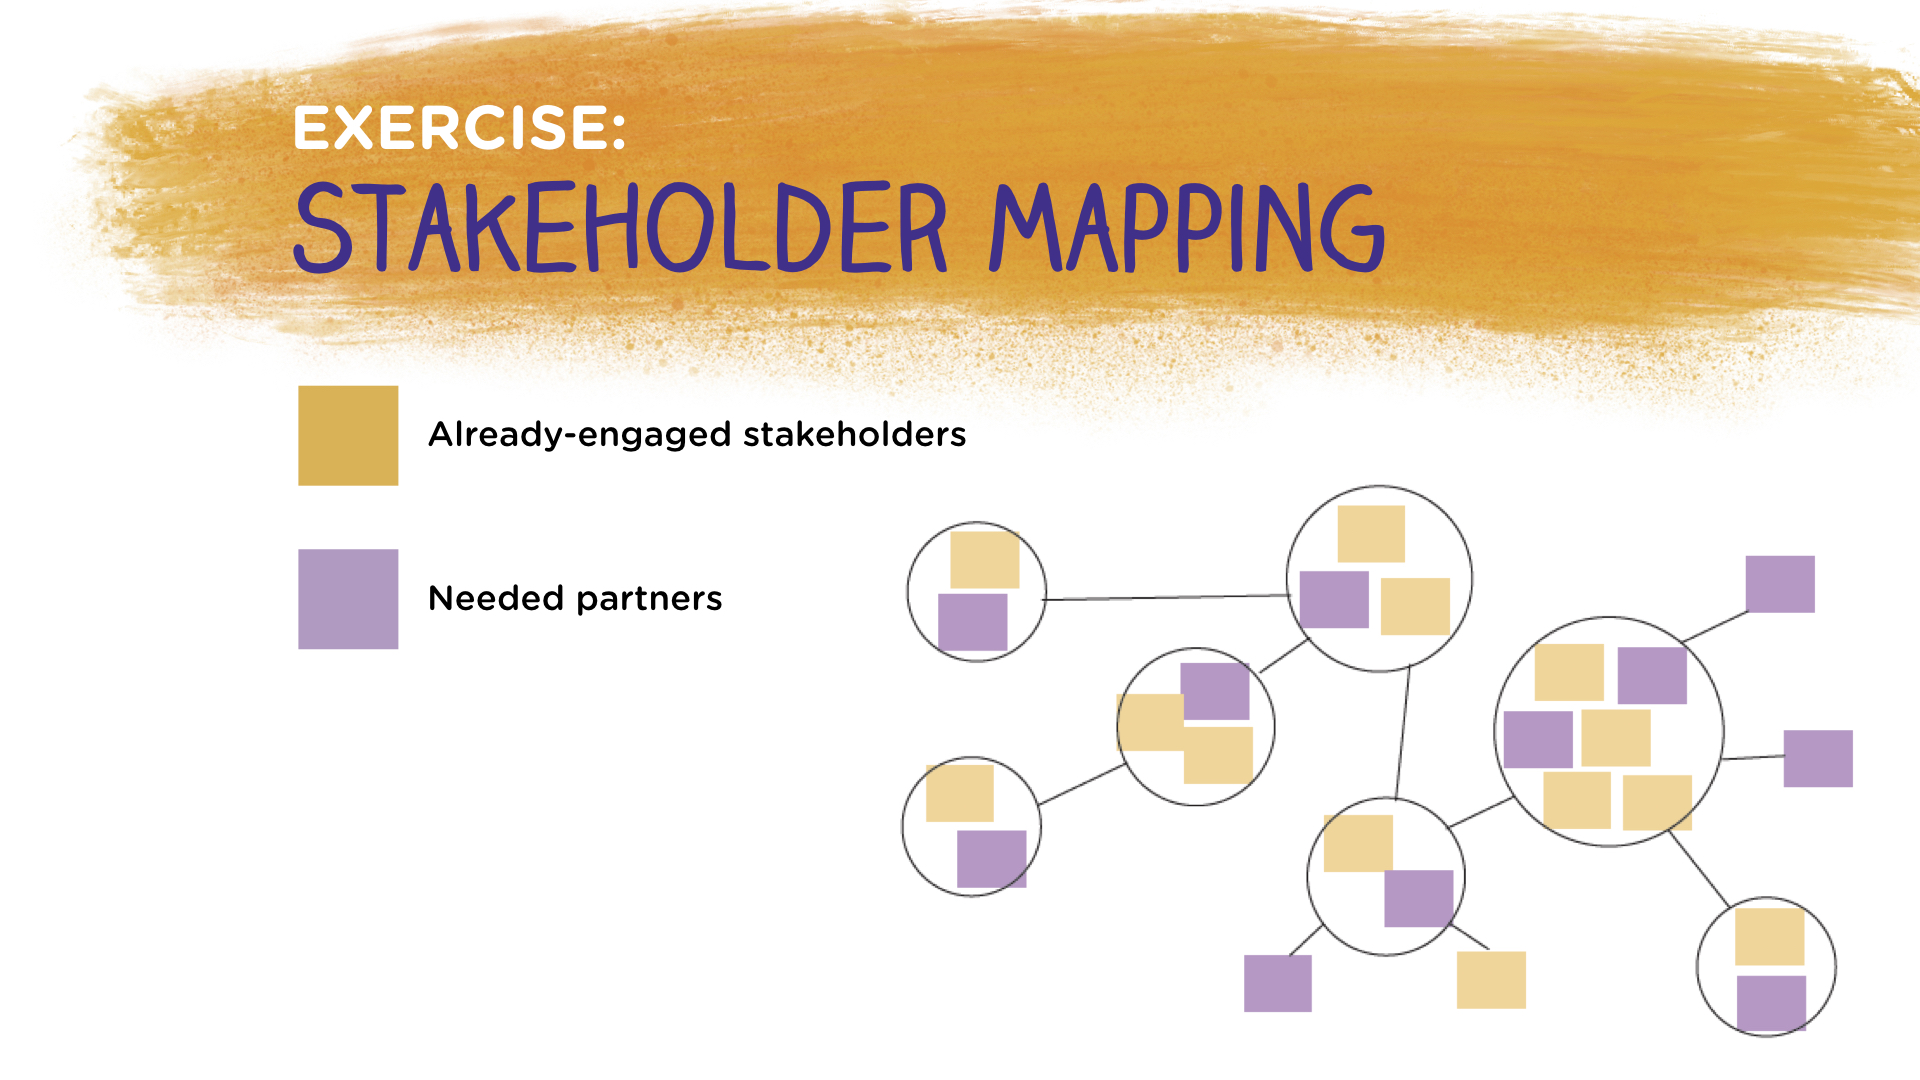 EXERCISE:
STAKEHOLDER MAPPING
Already-engaged stakeholders
Needed partners